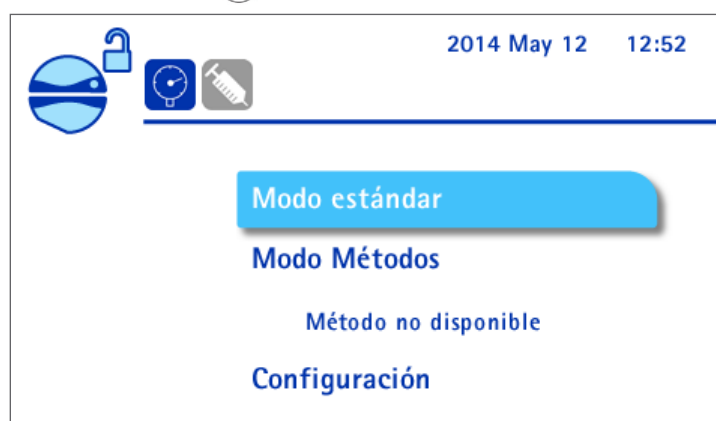 2014 May 12 12:52
Modo estándar
Modo Métodos
Método no disponible
Configuración